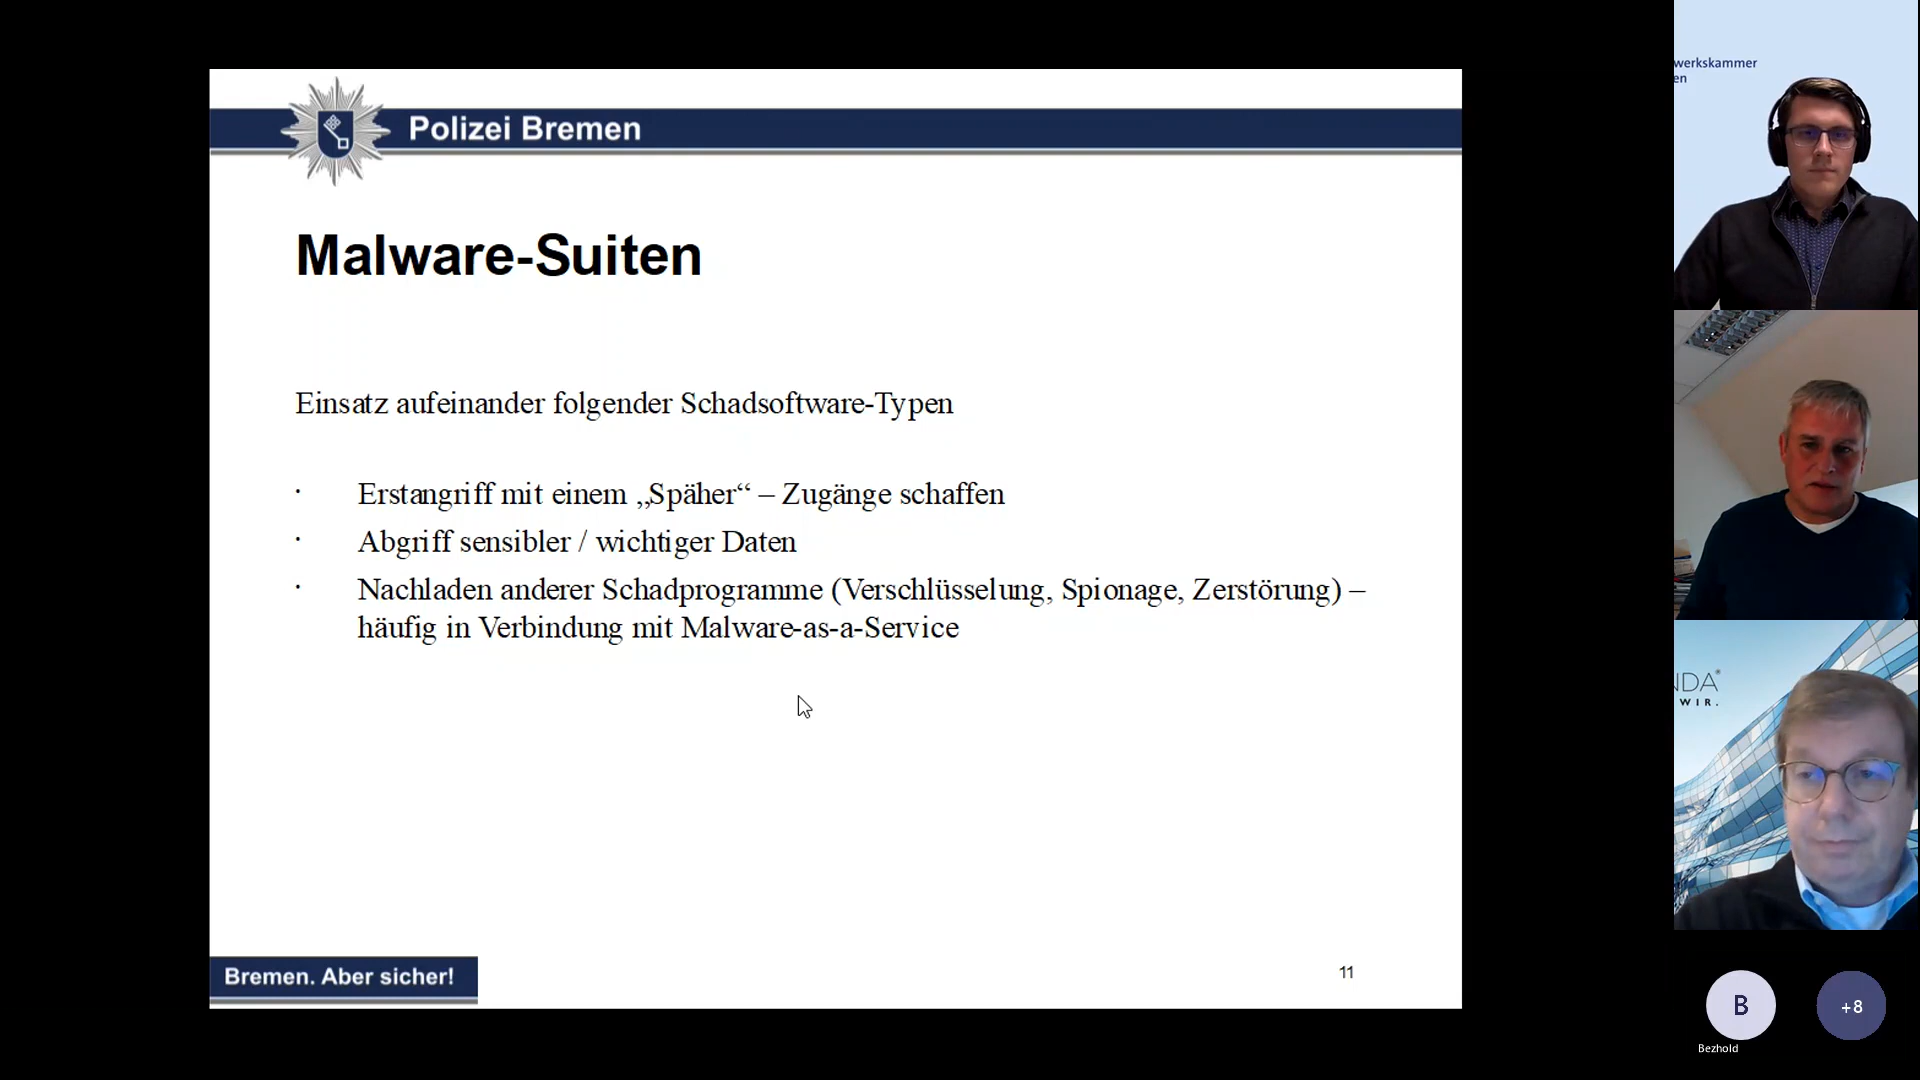 Polizei Bremen
Malware-Suiten
Einsatz aufeinander folgender Schadsoftware-Typen
· Erstangriff mit einem „Späher“ – Zugänge schaffen
· Abgriff sensibler / wichtiger Daten
· Nachladen anderer Schadprogramme (Verschlüsselung, Spionage, Zerstörung) –
häufig in Verbindung mit Malware-as-a-Service
Bremen. Aber sicher!
11
werkskammer
en
NDA®
WIR.
B
+8
Bezhold